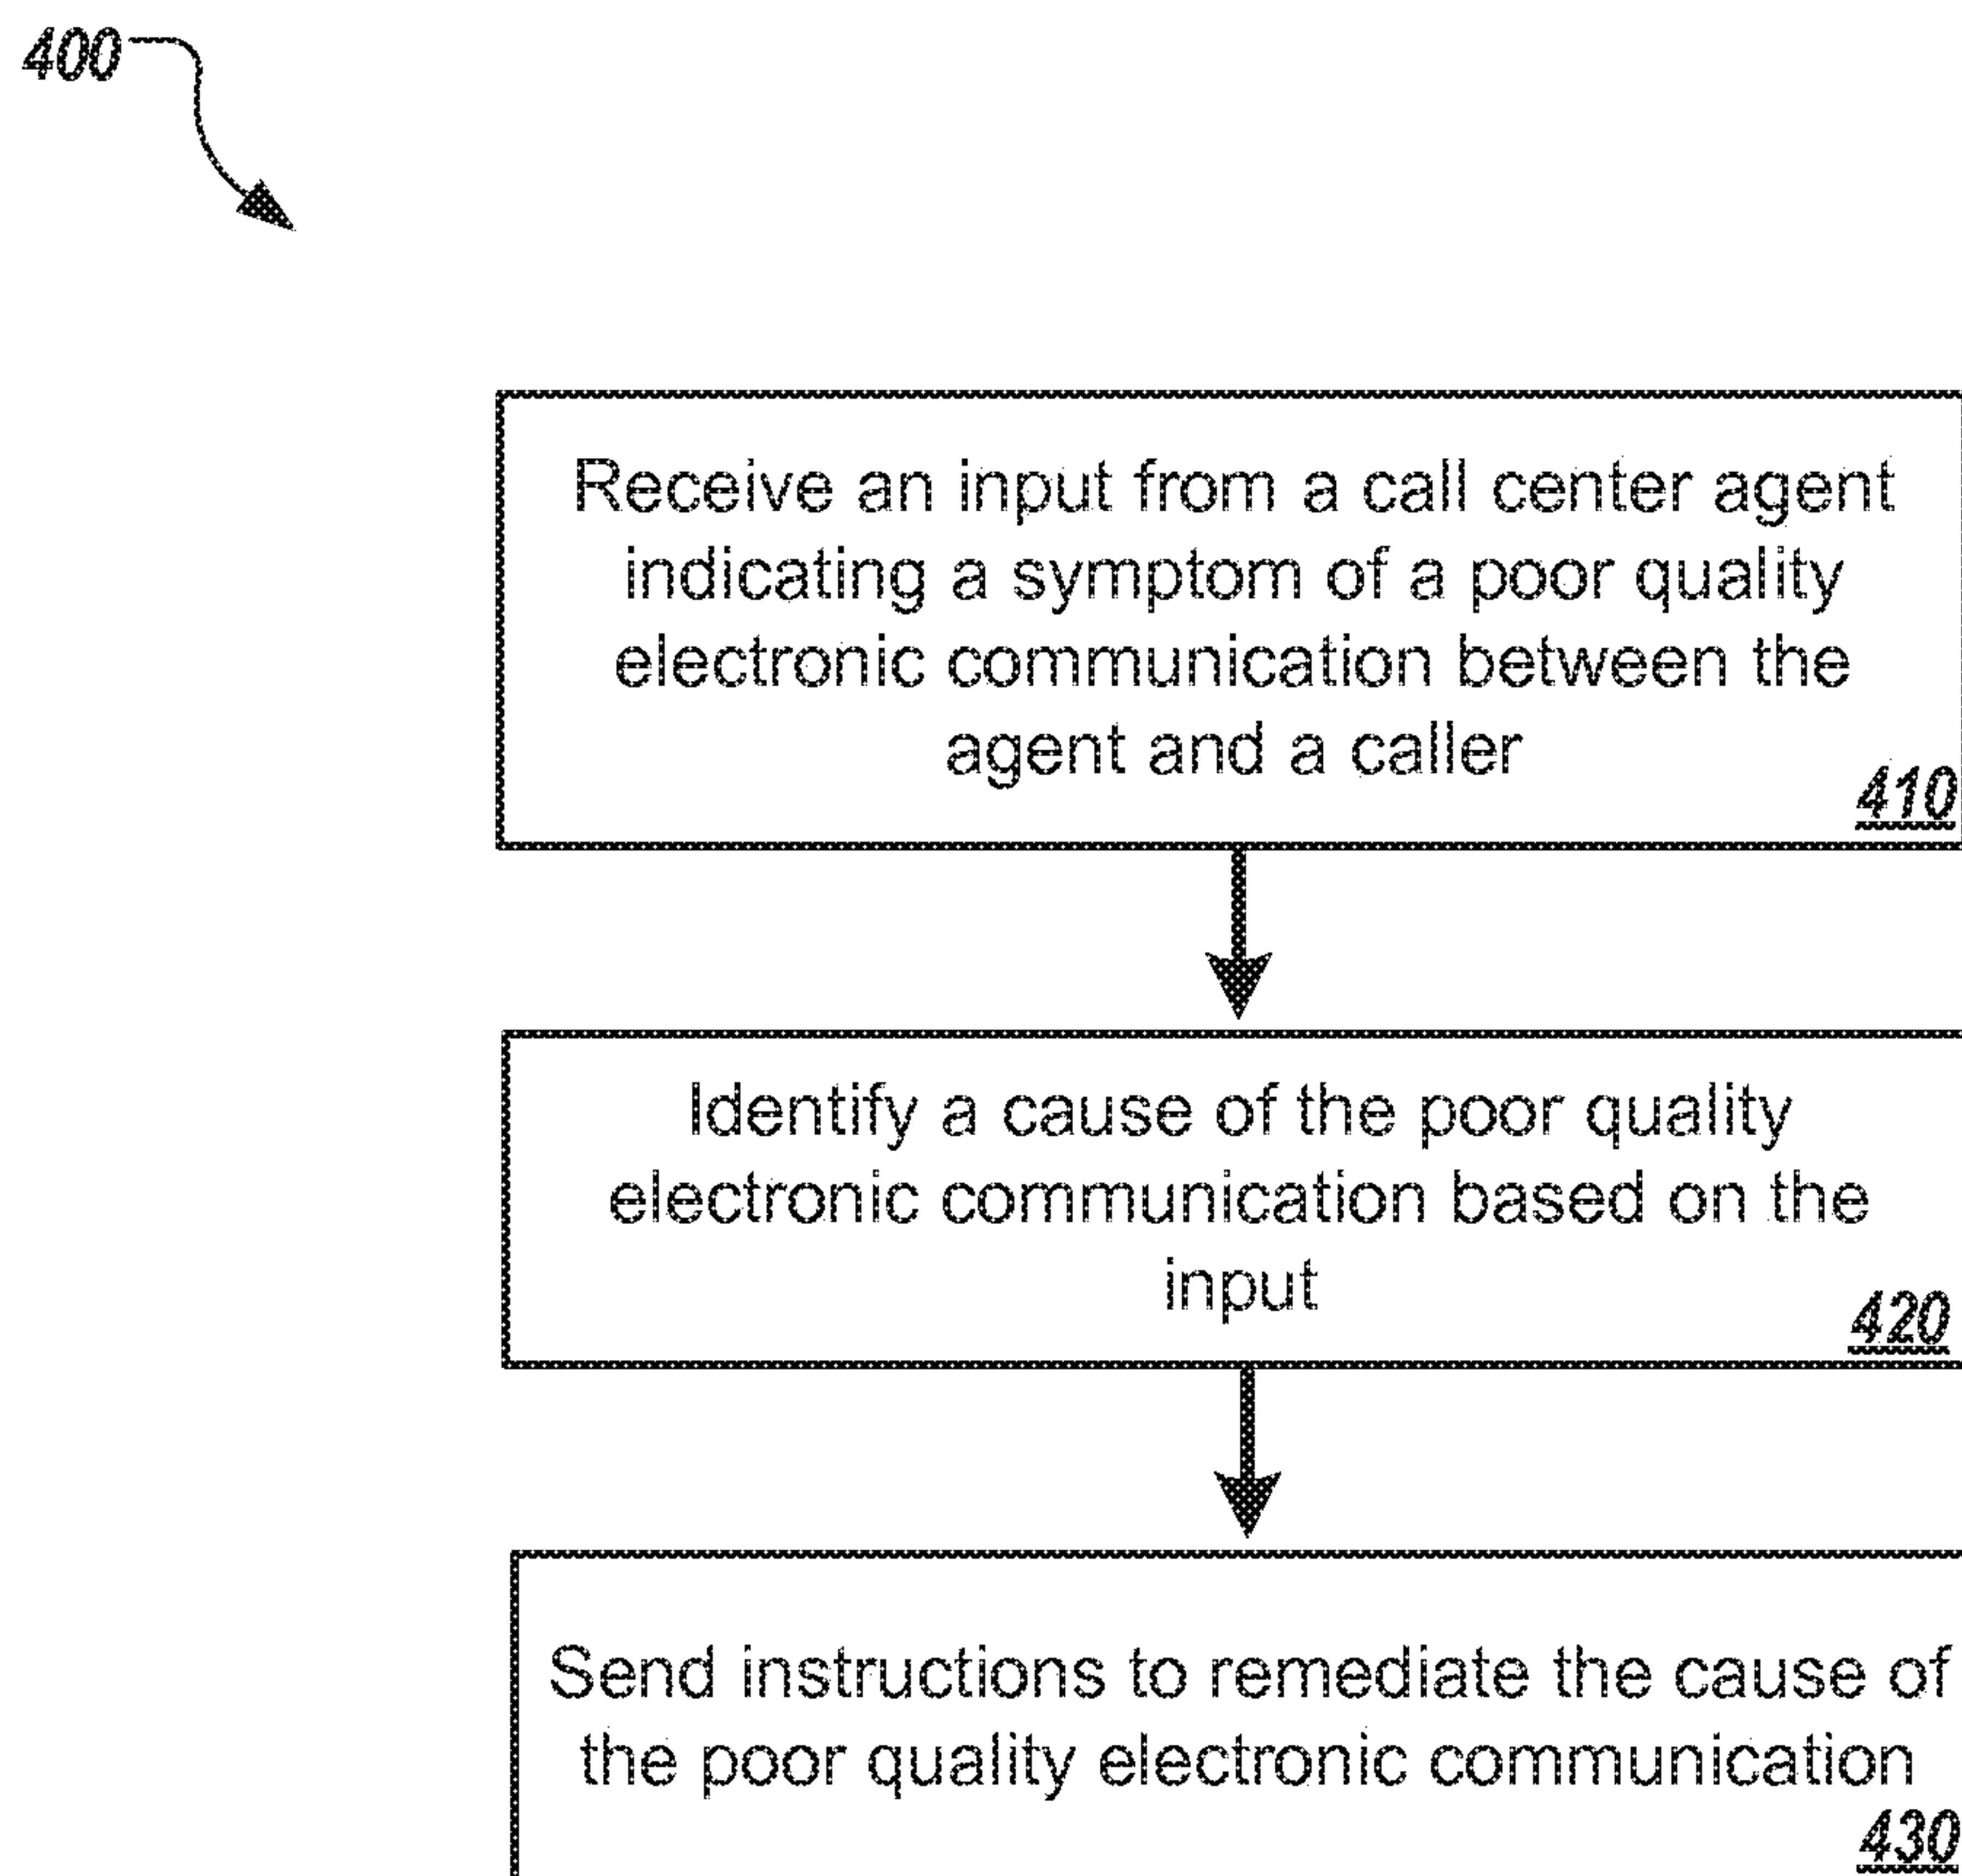 400
Receive an input from a call center agent
indicating a symptom of a poor quality
electronic communication between the
agent and a caller
410
Identify a cause of the poor quality
electronic communication based on the
input
420
Send instructions to remediate the cause of
the poor quality electronic communication
430